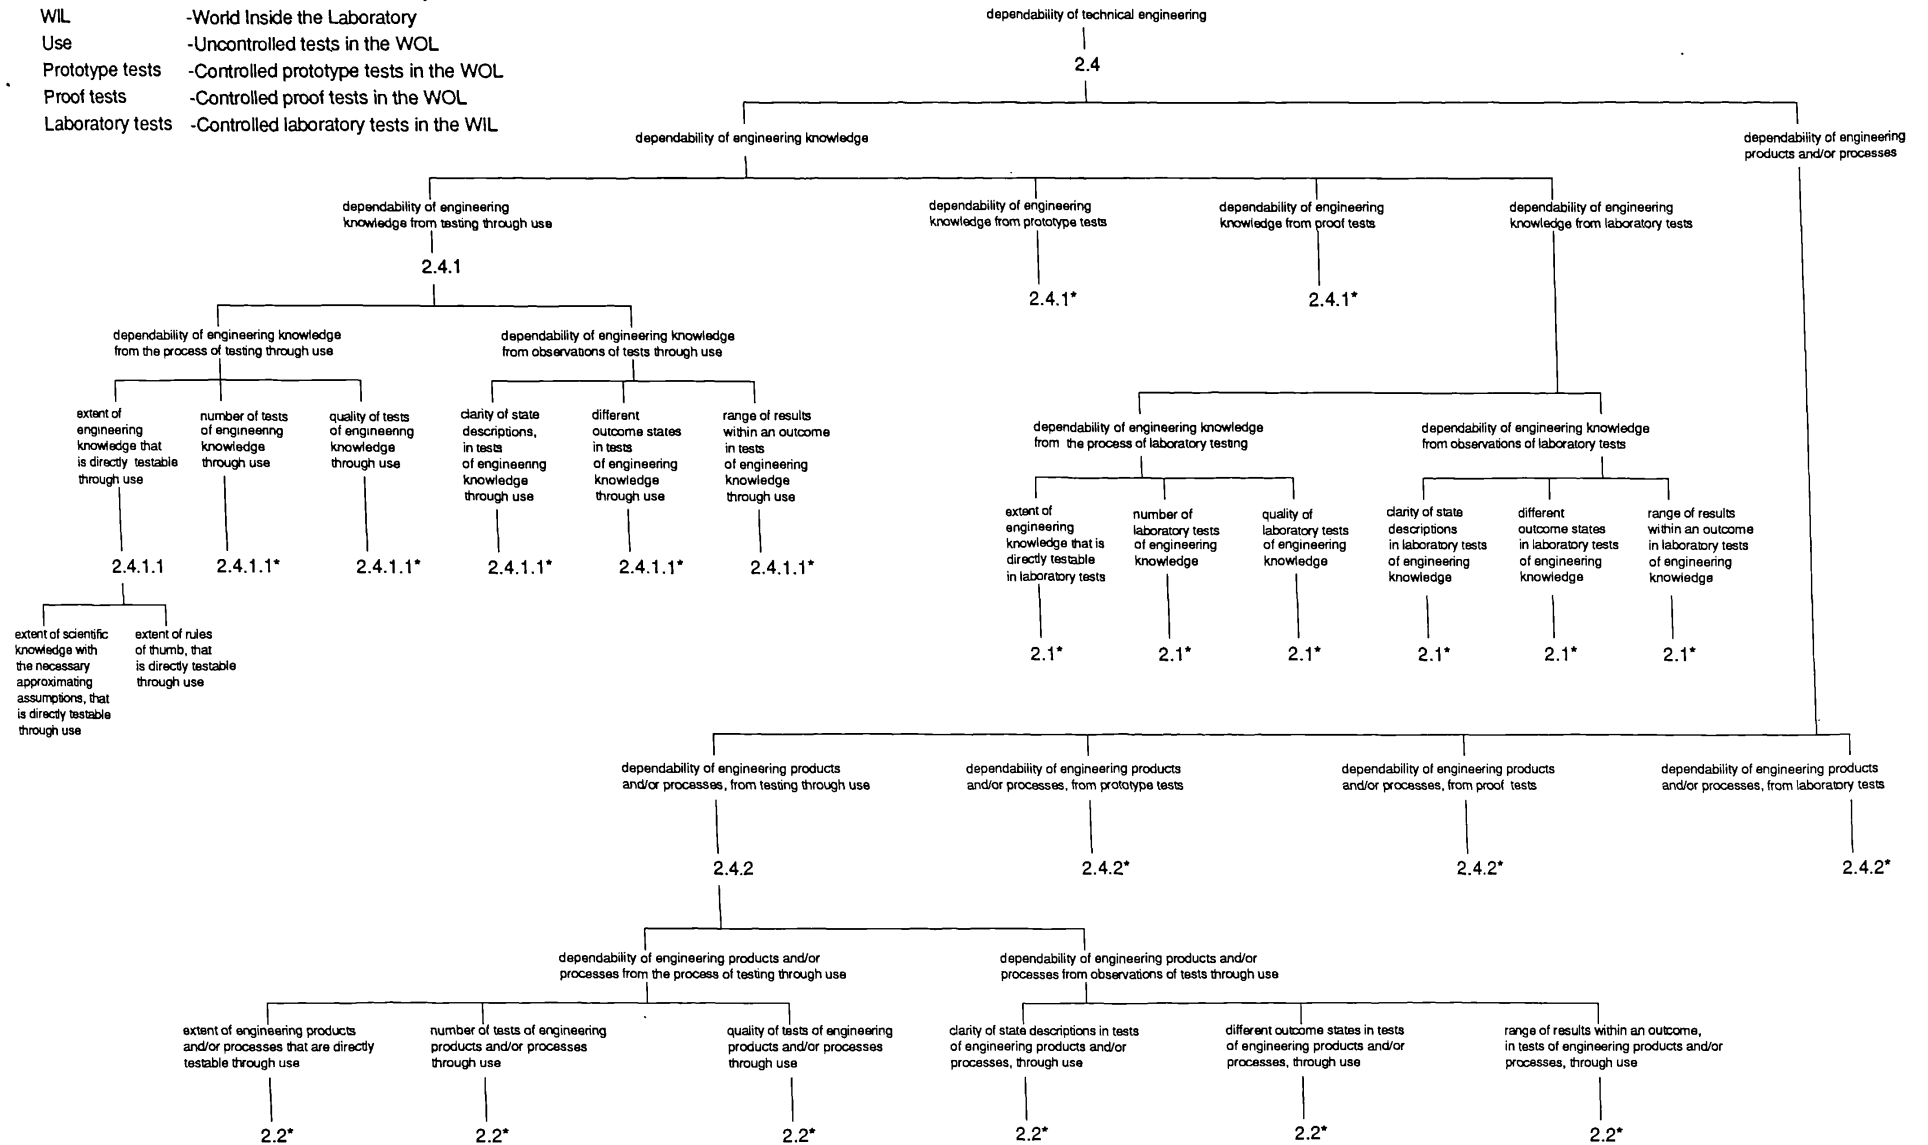 WIL -World Inside the Laboratory
Use -Uncontrolled tests in the WOL
Prototype tests -Controlled prototype tests in the WOL
Proof tests -Controlled proof tests in the WOL
Laboratory tests -Controlled laboratory tests in the WIL
dependability of technical engineering
2.4
dependability of engineering knowledge
dependability of engineering
products and/or processes
dependability of engineering
knowledge from testing through use
dependability of engineering
knowledge from prototype tests
dependability of engineering
knowledge from proof tests
dependability of engineering
knowledge from laboratory tests
2.4.1
2.4.1*
2.4.1*
dependability of engineering knowledge
from the process of testing through use
dependability of engineering knowledge
from observations of tests through use
extent of
engineering
knowledge that
is directly testable
through use
number of tests
of engineering
knowledge
through use
quality of tests
of engineering
knowledge
through use
clarity of state
descriptions,
in tests
of engineering
knowledge
through use
different
outcome states
in tests
of engineering
knowledge
through use
range of results
within an outcome
in tests
of engineering
knowledge
through use
2.4.1.1
2.4.1.1*
2.4.1.1*
2.4.1.1*
2.4.1.1*
2.4.1.1*
extent of scientific
knowledge with
the necessary
approximating
assumptions, that
is directly testable
through use
extent of rules
of thumb, that
is directly testable
through use
dependability of engineering knowledge
from the process of laboratory testing
dependability of engineering knowledge
from observations of laboratory tests
extent of
engineering
knowledge that is
directly testable
in laboratory tests
number of
laboratory tests
of engineering
knowledge
quality of
laboratory tests
of engineering
knowledge
clarity of state
descriptions
in laboratory tests
of engineering
knowledge
different
outcome states
in laboratory tests
of engineering
knowledge
range of results
within an outcome
in laboratory tests
of engineering
knowledge
2.1*
2.1*
2.1*
2.1*
2.1*
2.1*
dependability of engineering products
and/or processes, from testing through use
dependability of engineering products
and/or processes, from prototype tests
dependability of engineering products
and/or processes, from proof tests
dependability of engineering products
and/or processes, from laboratory tests
2.4.2
2.4.2*
2.4.2*
2.4.2*
dependability of engineering products and/or
processes from the process of testing through use
dependability of engineering products and/or
processes from observations of tests through use
extent of engineering products
and/or processes that are directly
testable through use
number of tests of engineering
products and/or processes
through use
quality of tests of engineering
products and/or processes
through use
clarity of state descriptions in tests
of engineering products and/or
processes, through use
different outcome states in tests
of engineering products and/or
processes, through use
range of results within an outcome,
in tests of engineering products and/or
processes, through use
2.2*
2.2*
2.2*
2.2*
2.2*
2.2*